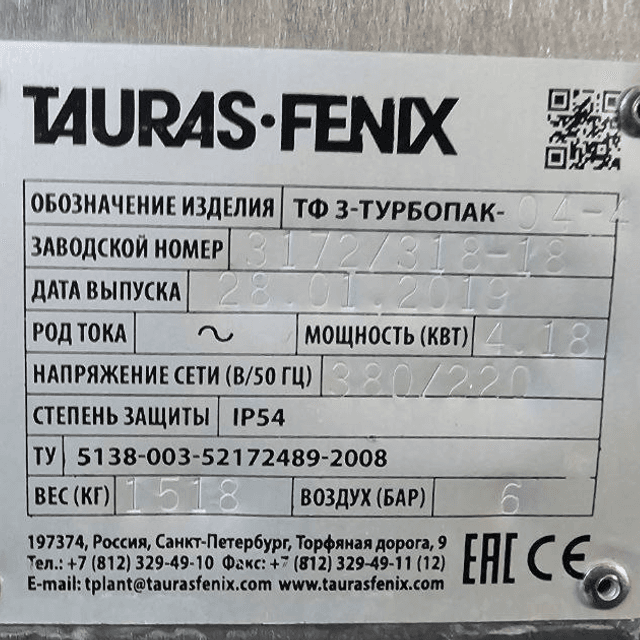 TAURAS·FENIX
ОБОЗНАЧЕНИЕ ИЗДЕЛИЯ ТФ 3-ТУРБОПАК-04-4
ЗАВОДСКОЙ НОМЕР 3172/318-18
ДАТА ВЫПУСКА 28.01.2019
РОД ТОКА ~ МОЩНОСТЬ (КВТ) 4.18
НАПРЯЖЕНИЕ СЕТИ (В/50 ГЦ) 380/220
СТЕПЕНЬ ЗАЩИТЫ IP54
ТУ 5138-003-52172489-2008
ВЕС (КГ) 1518 ВОЗДУХ (БАР) 6
197374, Россия, Санкт-Петербург, Торфяная дорога, 9
Тел.: +7 (812) 329-49-10 Факс: +7 (812) 329-49-11 (12)
E-mail: tplant@taurasfenix.com www.taurasfenix.com
EAC CE